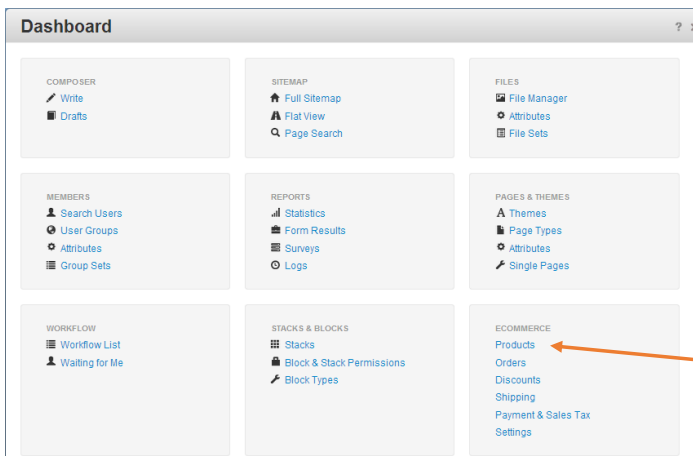 Dashboard
?
COMPOSER
Write
Drafts
SITEMAP
Full Sitemap
Flat View
Page Search
FILES
File Manager
Attributes
File Sets
MEMBERS
Search Users
User Groups
Attributes
Group Sets
REPORTS
Statistics
Form Results
Surveys
Logs
PAGES & THEMES
Themes
Page Types
Attributes
Single Pages
WORKFLOW
Workflow List
Waiting for Me
STACKS & BLOCKS
Stacks
Block & Stack Permissions
Block Types
ECOMMERCE
Products
Orders
Discounts
Shipping
Payment & Sales Tax
Settings